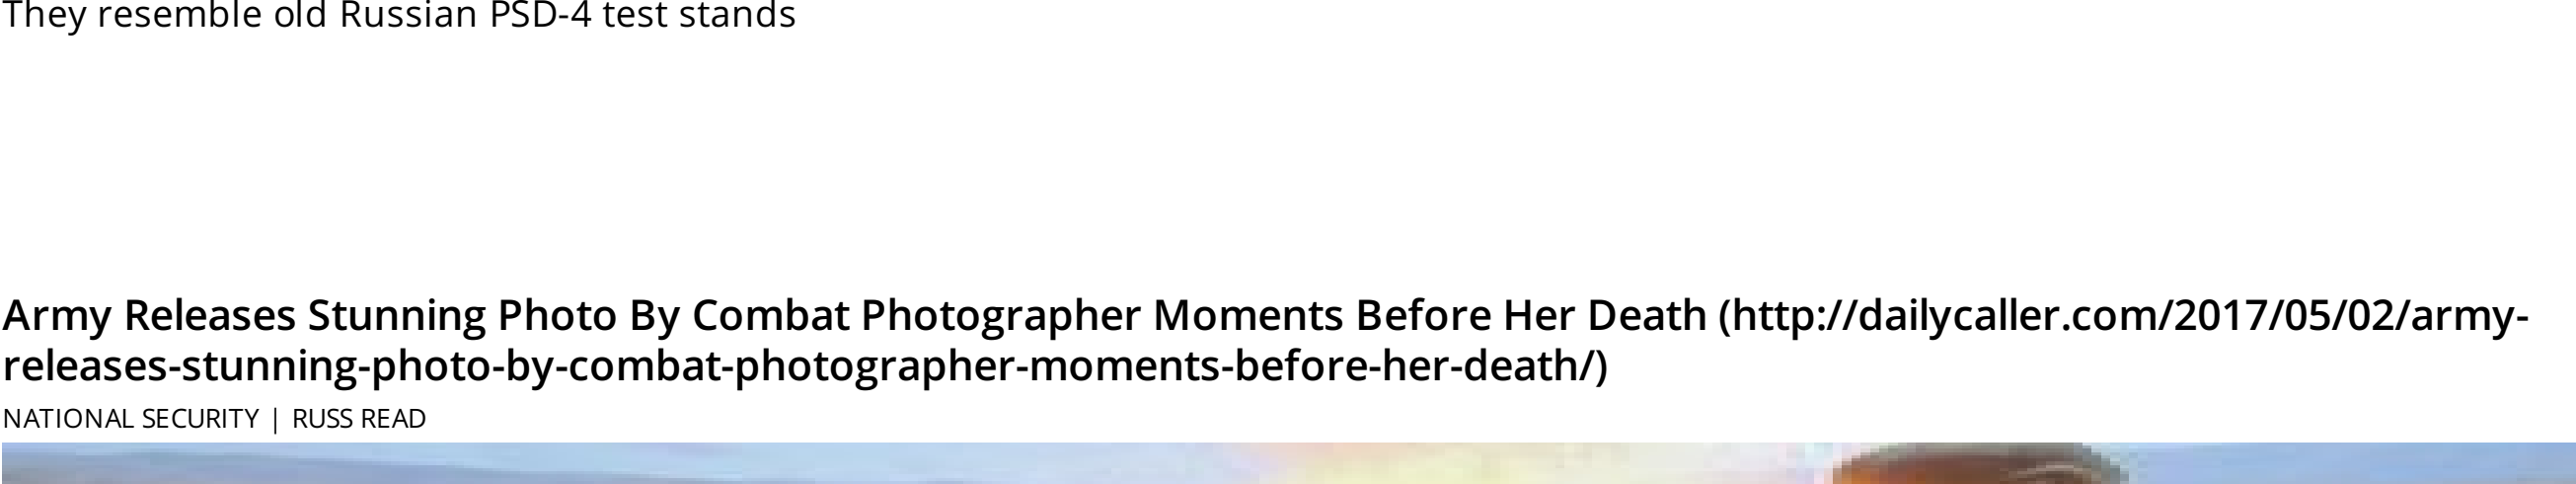 They resemble old Russian PSD-4 test stands
Army Releases Stunning Photo By Combat Photographer Moments Before Her Death (http://dailycaller.com/2017/05/02/army-
releases-stunning-photo-by-combat-photographer-moments-before-her-death/)
NATIONAL SECURITY | RUSS READ